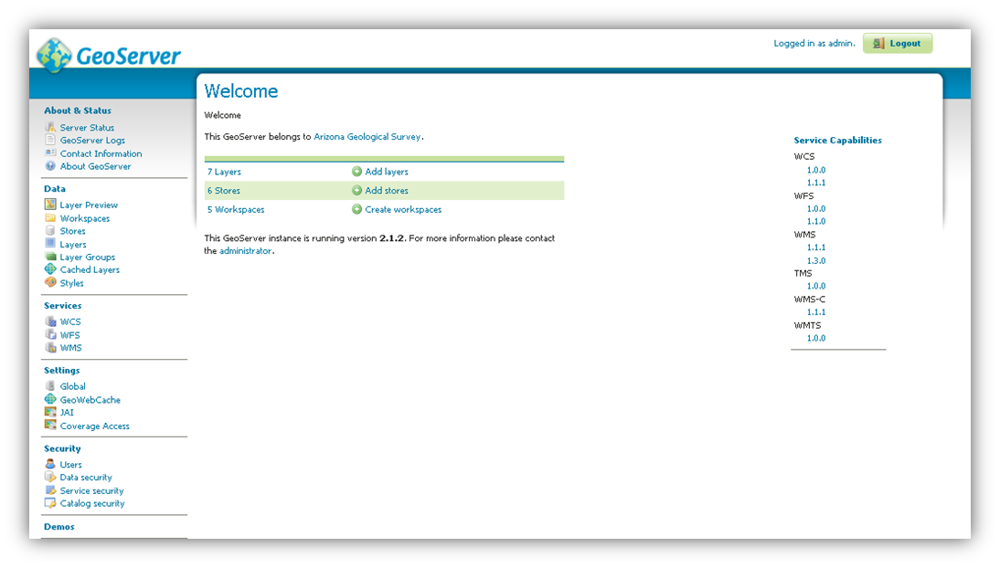 GeoServer
Logged in as admin.
Logout
About & Status
Server Status
GeoServer Logs
Contact Information
About GeoServer
Data
Layer Preview
Workspaces
Stores
Layers
Layer Groups
Cached Layers
Styles
Services
WCS
WFS
WMS
Settings
Global
GeoWebCache
JAI
Coverage Access
Security
Users
Data security
Service security
Catalog security
Demos
Welcome
Welcome
This GeoServer belongs to Arizona Geological Survey.
7 Layers Add layers
6 Stores Add stores
5 Workspaces Create workspaces
This GeoServer instance is running version 2.1.2. For more information please contact
the administrator.
Service Capabilities
WCS
1.0.0
1.1.1
WFS
1.0.0
1.1.0
WMS
1.1.1
1.3.0
TMS
1.0.0
WMS-C
1.1.1
WMTS
1.0.0